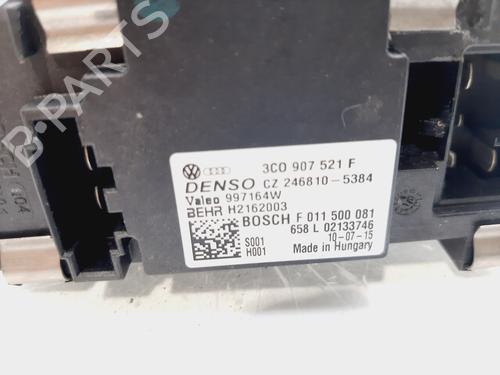 B-PARTS
3C0 907 521 F
DENSO CZ 246810-5384
Valeo 997164W
BEHR H2162003
BOSCH F 011 500 081
658 L 02133746
S001 10-07-15
H001 Made in Hungary